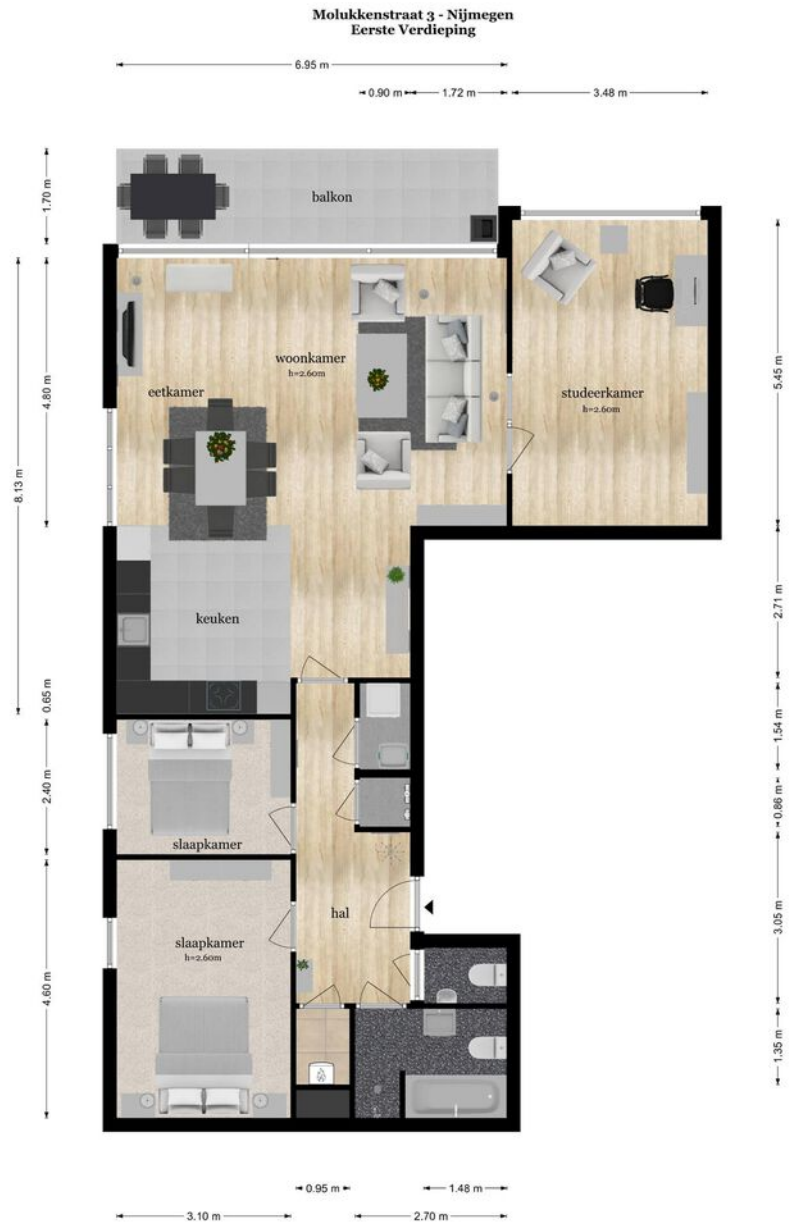 Molukkenstraat 3 - Nijmegen
Eerste Verdieping
6.95 m
0.90 m
1.72 m
3.48 m
1.70 m
balkon
8.13 m
4.80 m
woonkamer
h=2.60m
eetkamer
studeerkamer
h=2.60m
5.45 m
keuken
2.71 m
0.65 m
1.54 m
2.40 m
slaapkamer
0.86 m
hal
slaapkamer
h=2.60m
3.05 m
4.60 m
1.35 m
0.95 m
1.48 m
3.10 m
2.70 m